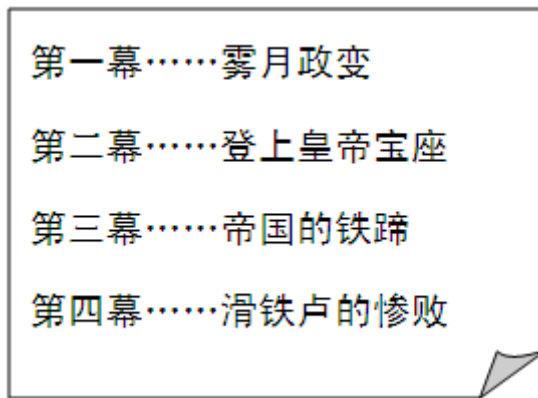 第一幕……雾月政变
第二幕……登上皇帝宝座
第三幕……帝国的铁蹄
第四幕……滑铁卢的惨败